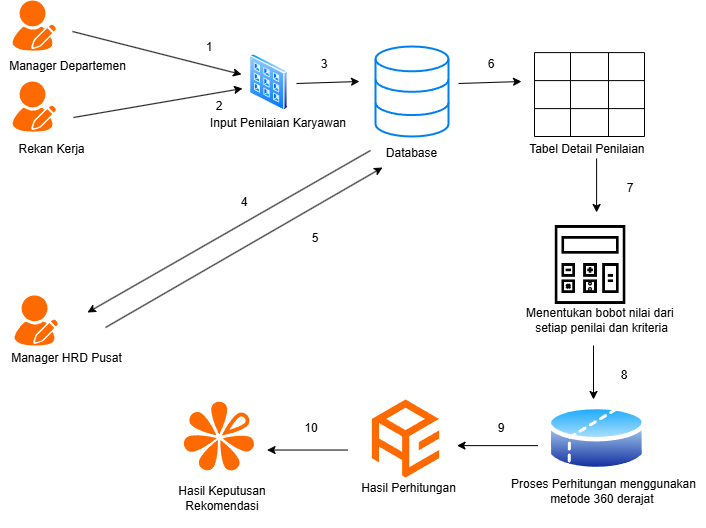 1
Manager Departemen
3
6
2
Input Penilaian Karyawan
Rekan Kerja
Database
Tabel Detail Penilaian
7
4
5
Menentukan bobot nilai dari
setiap penilai dan kriteria
Manager HRD Pusat
8
10
9
Hasil Perhitungan
Proses Perhitungan menggunakan
metode 360 derajat
Hasil Keputusan
Rekomendasi